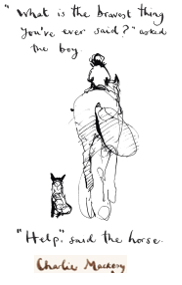 "What is the bravest thing
you've ever said?" asked
the boy
"Help." said the horse.
Charlie Mackesy